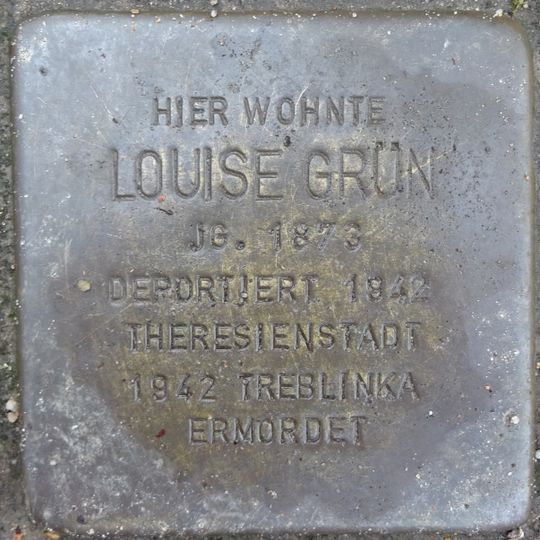 HIER WOHNTE
LOUISE GRÜN
JG. 1873
DEPORTIERT 1942
THERESIENSTADT
1942 TREBLINKA
ERMORDET